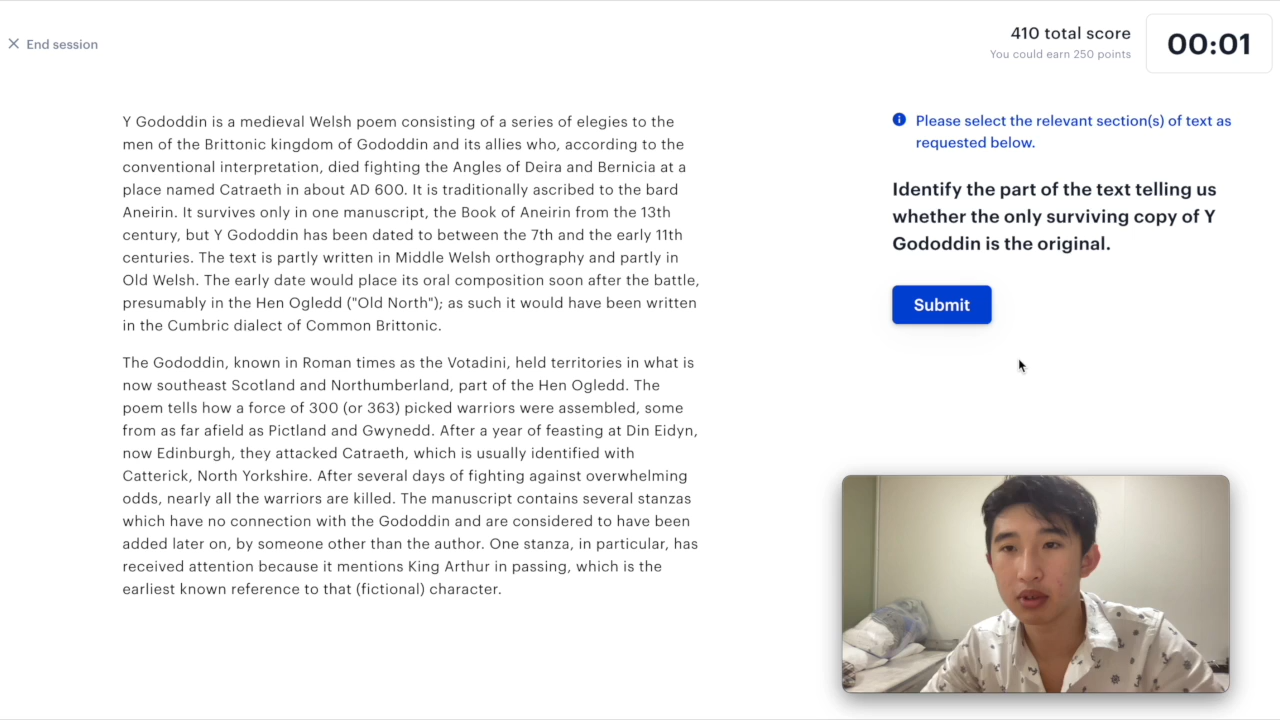 End session
410 total score
You could earn 250 points
00:01
Y Gododdin is a medieval Welsh poem consisting of a series of elegies to the
men of the Brittonic kingdom of Gododdin and its allies who, according to the
conventional interpretation, died fighting the Angles of Deira and Bernicia at a
place named Catraeth in about AD 600. It is traditionally ascribed to the bard
Aneirin. It survives only in one manuscript, the Book of Aneirin from the 13th
century, but Y Gododdin has been dated to between the 7th and the early 11th
centuries. The text is partly written in Middle Welsh orthography and partly in
Old Welsh. The early date would place its oral composition soon after the battle,
presumably in the Hen Ogledd ("Old North"); as such it would have been written
in the Cumbric dialect of Common Brittonic.
The Gododdin, known in Roman times as the Votadini, held territories in what is
now southeast Scotland and Northumberland, part of the Hen Ogledd. The
poem tells how a force of 300 (or 363) picked warriors were assembled, some
from as far afield as Pictland and Gwynedd. After a year of feasting at Din Eidyn,
now Edinburgh, they attacked Catraeth, which is usually identified with
Catterick, North Yorkshire. After several days of fighting against overwhelming
odds, nearly all the warriors are killed. The manuscript contains several stanzas
which have no connection with the Gododdin and are considered to have been
added later on, by someone other than the author. One stanza, in particular, has
received attention because it mentions King Arthur in passing, which is the
earliest known reference to that (fictional) character.
Please select the relevant section(s) of text as
requested below.
Identify the part of the text telling us
whether the only surviving copy of Y
Gododdin is the original.
Submit